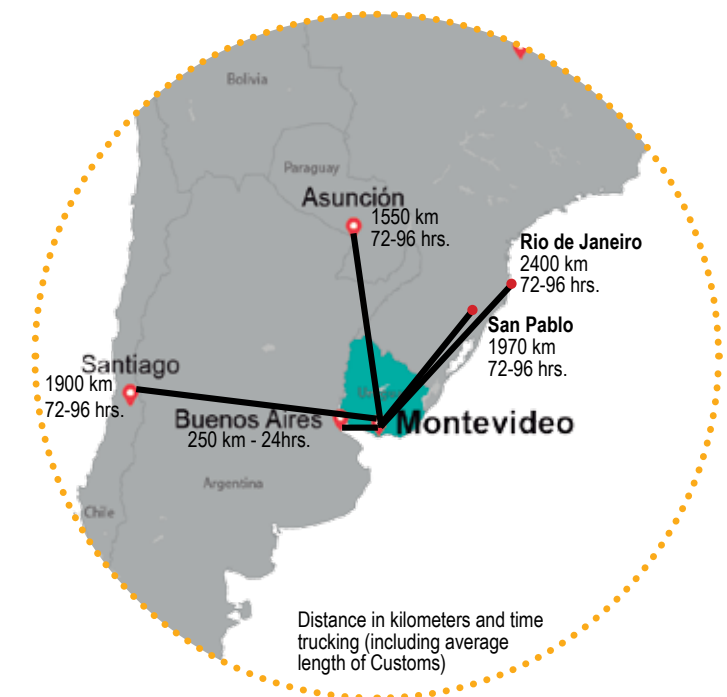 Bolivia
Paraguay
Asunción
1550 km
72-96 hrs.
Rio de Janeiro
2400 km
72-96 hrs.
San Pablo
1970 km
72-96 hrs.
Santiago
1900 km
72-96 hrs.
Buenos Aires
250 km - 24hrs.
Montevideo
Argentina
Chile
Distance in kilometers and time
trucking (including average
length of Customs)